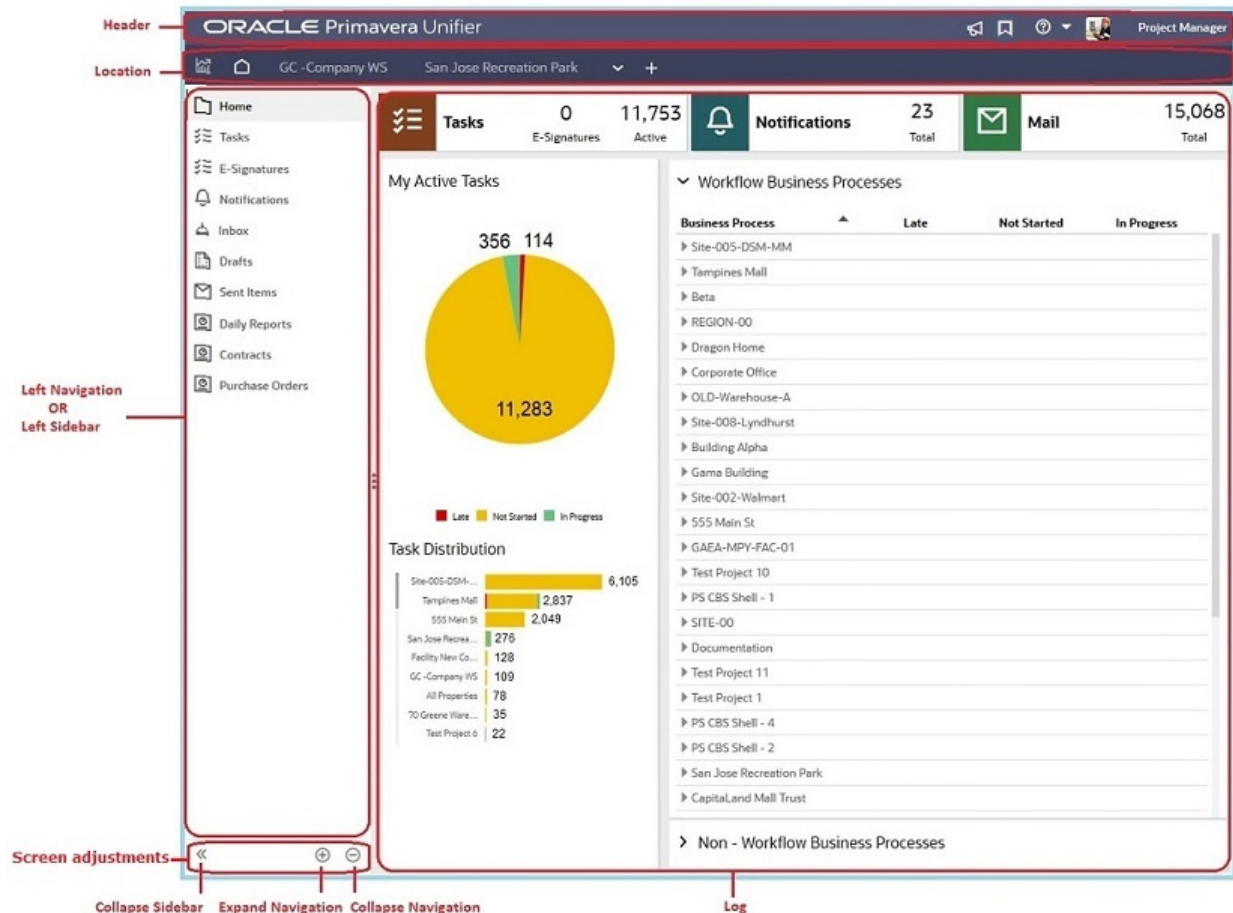 Header
ORACLE Primavera Unifier
Project Manager
Location
GC -Company WS
San Jose Recreation Park
Home
Tasks
E-Signatures
Notifications
Inbox
Drafts
Sent Items
Daily Reports
Contracts
Purchase Orders
Left Navigation
OR
Left Sidebar
Tasks
0
E-Signatures
11,753
Active
Notifications
23
Total
Mail
15,068
Total
My Active Tasks
356 114
11,283
Late Not Started In Progress
Task Distribution
Site-005-DSM-... 6,105
Tampines Mall 2,837
555 Main St 2,049
San Jose Recrea... 276
Facility New Co... 128
GC -Company WS 109
All Properties 78
70 Greene Ware... 35
Test Project 6 22
Workflow Business Processes
Business Process Late Not Started In Progress
Site-005-DSM-MM
Tampines Mall
Beta
REGION-00
Dragon Home
Corporate Office
OLD-Warehouse-A
Site-008-Lyndhurst
Building Alpha
Gama Building
Site-002-Walmart
555 Main St
GAEA-MPY-FAC-01
Test Project 10
PS CBS Shell - 1
SITE-00
Documentation
Test Project 11
Test Project 1
PS CBS Shell - 4
PS CBS Shell - 2
San Jose Recreation Park
CapitaLand Mall Trust
Non - Workflow Business Processes
Screen adjustments
Collapse Sidebar Expand Navigation Collapse Navigation
Log